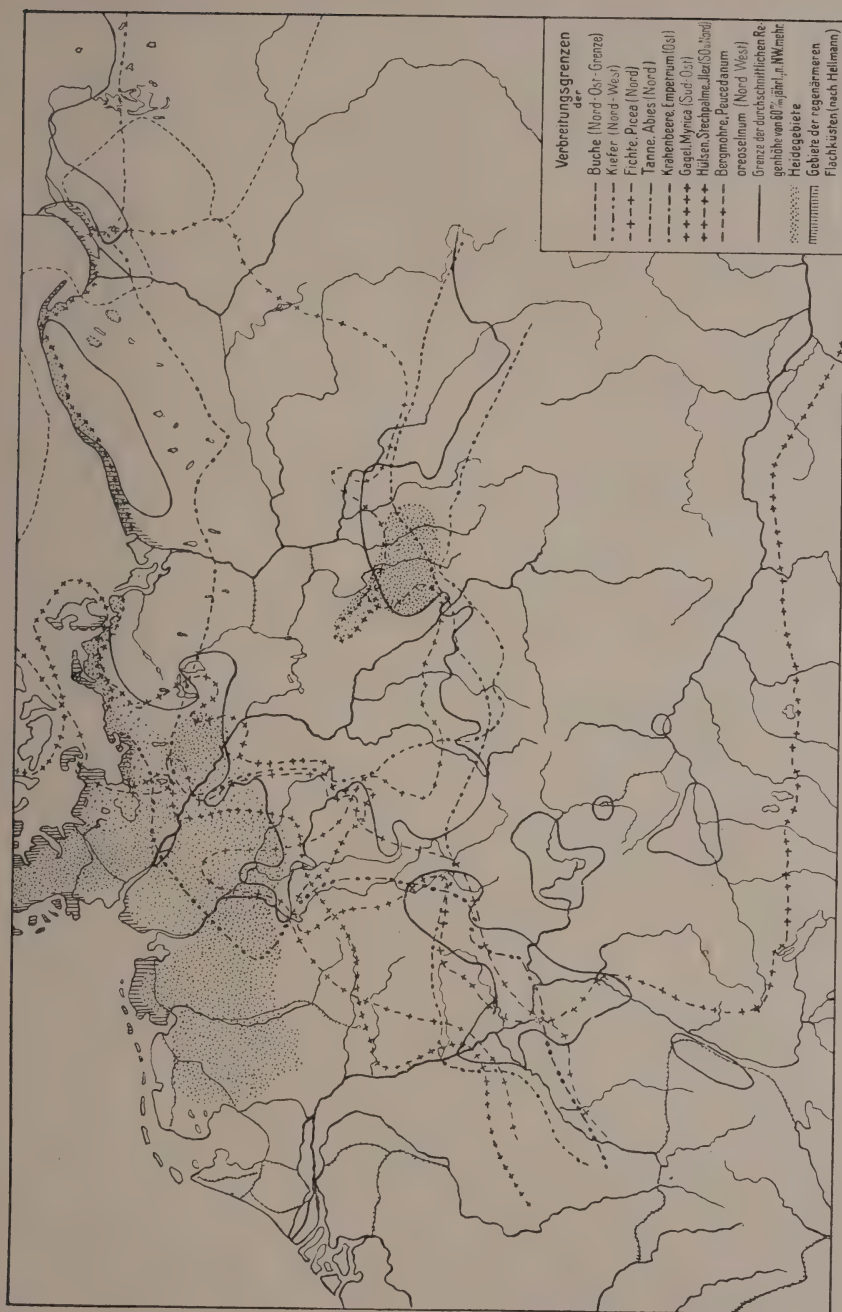 Verbreitungsgrenzen
der
Buche (Nord-Ost-Grenze)
Kiefer (Nord-West)
Fichte, Picea (Nord)
Tanne, Abies (Nord)
Krähenbeere, Empetrum (Ost)
Gagel, Myrica (Süd-Ost)
Hülsen, Stechpalme, Ilex (SO u. Nord)
Bergmohre, Peucedanum
oreoselinum (Nord West)
Grenze der durchschnittlichen Re-
genhöhe von 60 %m jährl., n. NW. mehr.
Heidegebiete
Gebiete der regenärmeren
Flachküsten (nach Hellmann)